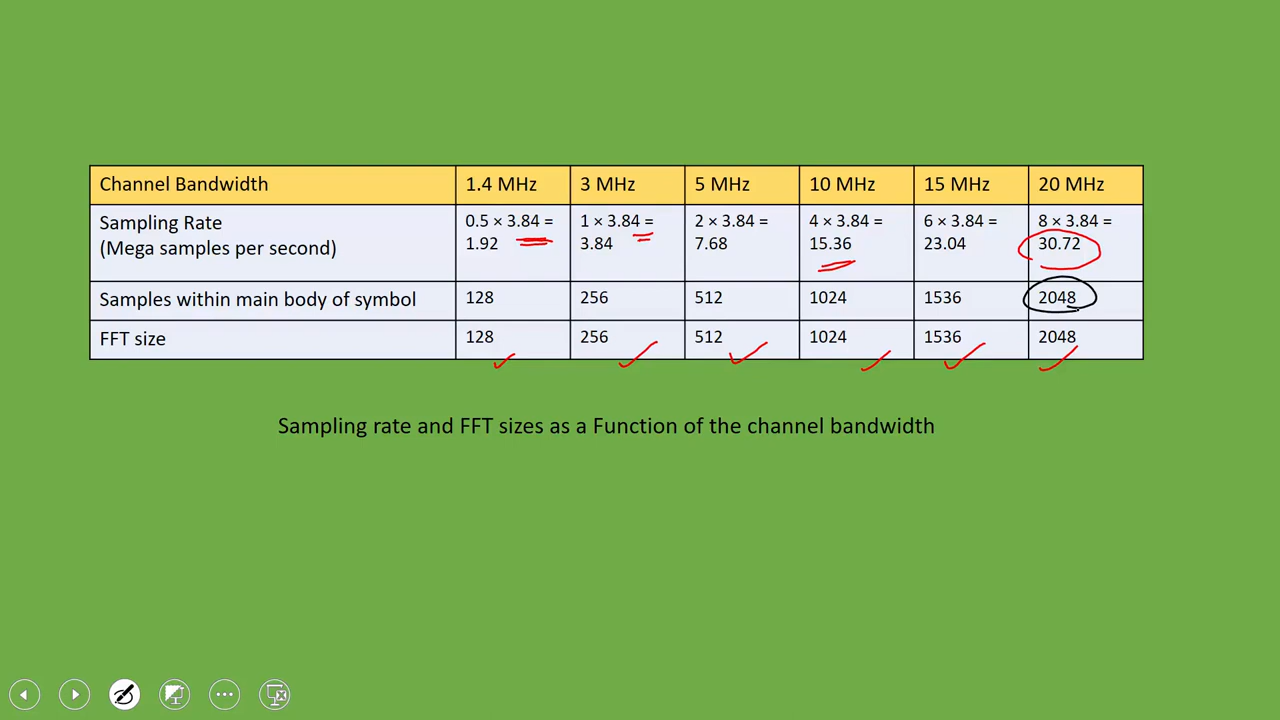 Channel Bandwidth 1.4 MHz 3 MHz 5 MHz 10 MHz 15 MHz 20 MHz
Sampling Rate 0.5 × 3.84 = 1 × 3.84 = 2 × 3.84 = 4 × 3.84 = 6 × 3.84 = 8 × 3.84 =
(Mega samples per second) 1.92 3.84 7.68 15.36 23.04 30.72
Samples within main body of symbol 128 256 512 1024 1536 2048
FFT size 128 256 512 1024 1536 2048
Sampling rate and FFT sizes as a Function of the channel bandwidth